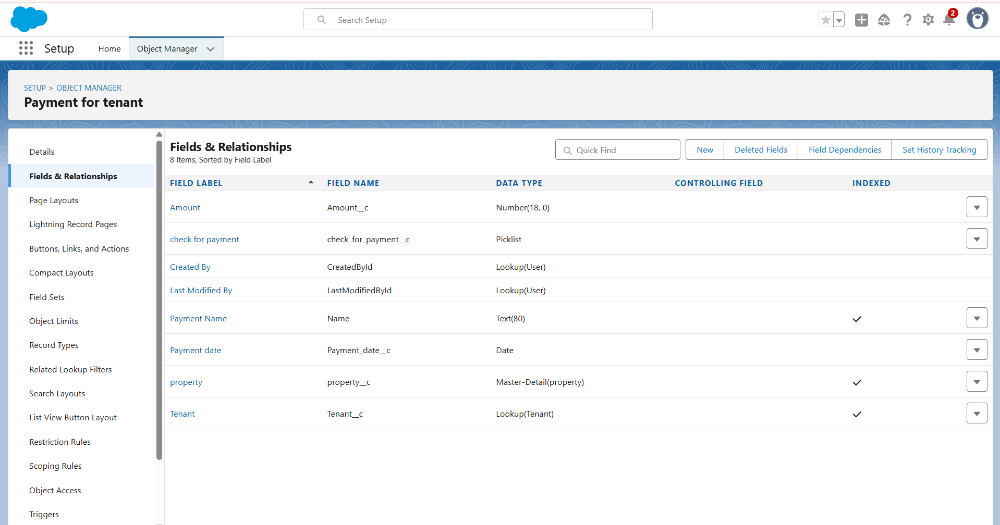 Search Setup
2
Setup
Home
Object Manager
SETUP > OBJECT MANAGER
Payment for tenant
Details
Fields & Relationships
Page Layouts
Lightning Record Pages
Buttons, Links, and Actions
Compact Layouts
Field Sets
Object Limits
Record Types
Related Lookup Filters
Search Layouts
List View Button Layout
Restriction Rules
Scoping Rules
Object Access
Triggers
Fields & Relationships
8 Items, Sorted by Field Label
Quick Find
New
Deleted Fields
Field Dependencies
Set History Tracking
FIELD LABEL FIELD NAME DATA TYPE CONTROLLING FIELD INDEXED
Amount Amount__c Number(18, 0)
check for payment check_for_payment__c Picklist
Created By CreatedById Lookup(User)
Last Modified By LastModifiedById Lookup(User)
Payment Name Name Text(80)
Payment date Payment_date__c Date
property property__c Master-Detail(property)
Tenant Tenant__c Lookup(Tenant)